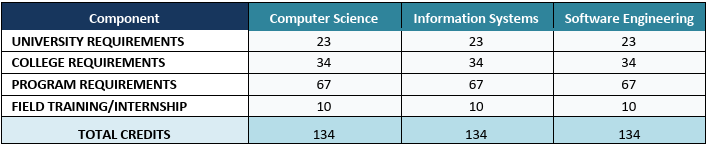 Component Computer Science Information Systems Software Engineering
UNIVERSITY REQUIREMENTS 23 23 23
COLLEGE REQUIREMENTS 34 34 34
PROGRAM REQUIREMENTS 67 67 67
FIELD TRAINING/INTERNSHIP 10 10 10
TOTAL CREDITS 134 134 134